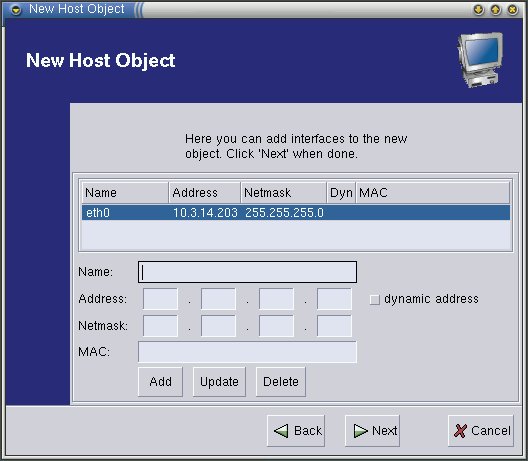 New Host Object
New Host Object
Here you can add interfaces to the new
object. Click 'Next' when done.
Name Address Netmask Dyn MAC
eth0 10.3.14.203 255.255.255.0
Name:
Address: . . . dynamic address
Netmask: . . .
MAC:
Add Update Delete
Back Next Cancel